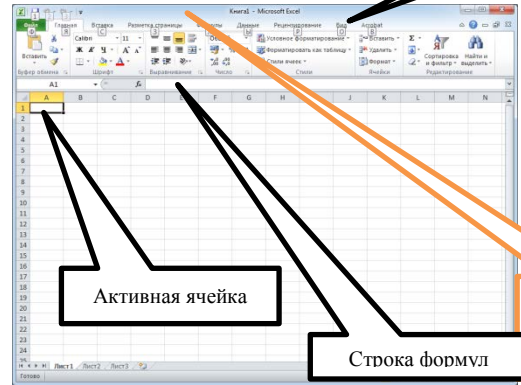 Книга1 - Microsoft Excel
Файл Главная Вставка Разметка страницы Формулы Данные Рецензирование Вид Acrobat
Вставить
Calibri 11
Ж К Ч
Условное форматирование
Форматировать как таблицу
Стили ячеек
Вставить
Удалить
Формат
Сортировка и фильтр
Найти и выделить
Буфер обмена Шрифт Выравнивание Число Стили Ячейки Редактирование
A1 fx
A B C D E F G H I J K L M N
1
2
3
4
5
6
7
8
9
10
11
12
13
14
15
16
17
18
19
20
21
22
23
24
Активная ячейка
Строка формул
Лист1 Лист2 Лист3
Готово